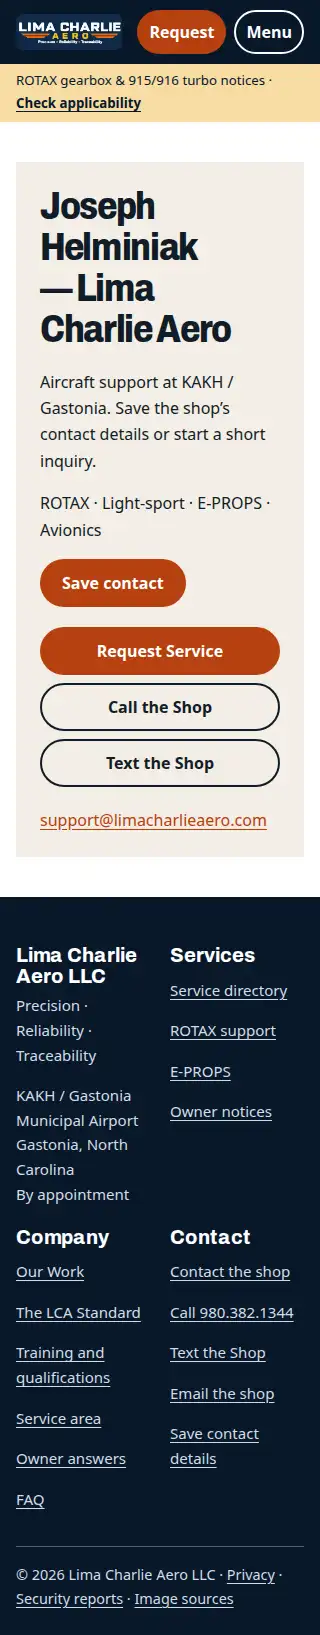 LIMA CHARLIE
AERO
Precision · Reliability · Traceability
Request
Menu
ROTAX gearbox & 915/916 turbo notices ·
Check applicability
Joseph
Helminiak
— Lima
Charlie Aero
Aircraft support at KAKH /
Gastonia. Save the shop’s
contact details or start a short
inquiry.
ROTAX · Light-sport · E-PROPS ·
Avionics
Save contact
Request Service
Call the Shop
Text the Shop
support@limacharlieaero.com
Lima Charlie
Aero LLC
Precision ·
Reliability ·
Traceability
KAKH / Gastonia
Municipal Airport
Gastonia, North
Carolina
By appointment
Services
Service directory
ROTAX support
E-PROPS
Owner notices
Company
Our Work
The LCA Standard
Training and
qualifications
Service area
Owner answers
FAQ
Contact
Contact the shop
Call 980.382.1344
Text the Shop
Email the shop
Save contact
details
© 2026 Lima Charlie Aero LLC · Privacy ·
Security reports · Image sources